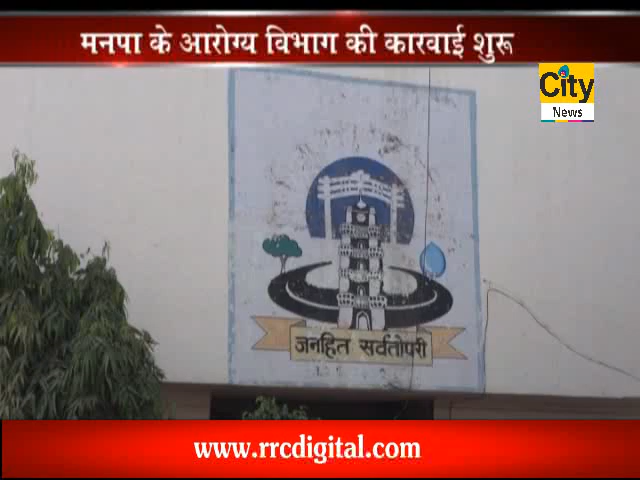 मनपा के आरोग्य विभाग की कारवाई शुरू
City
News
जनहित सर्वतोपरी
www.rrcdigital.com